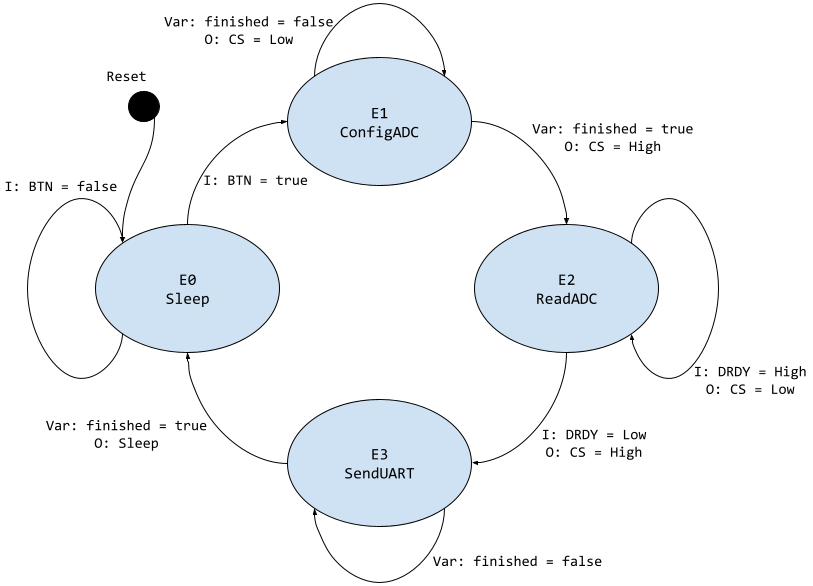 Var: finished = false
O: CS = Low
Reset
E1
ConfigADC
Var: finished = true
O: CS = High
I: BTN = true
I: BTN = false
E0
Sleep
E2
ReadADC
I: DRDY = High
O: CS = Low
Var: finished = true
O: Sleep
I: DRDY = Low
O: CS = High
E3
SendUART
Var: finished = false